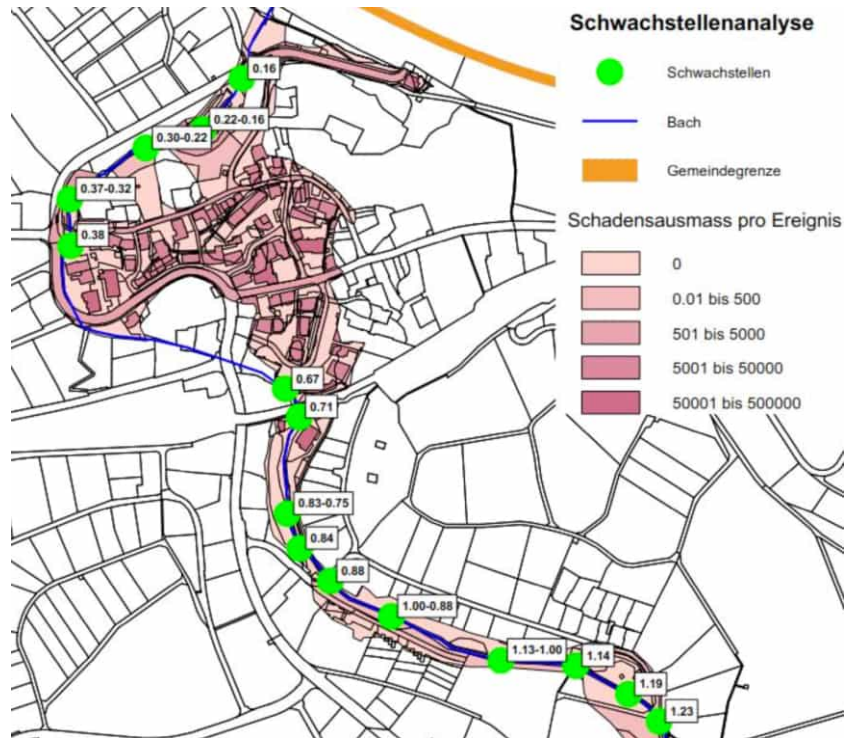 Schwachstellenanalyse
Schwachstellen
Bach
Gemeindegrenze
Schadensausmass pro Ereignis
0
0.01 bis 500
501 bis 5000
5001 bis 50000
50001 bis 500000
0.16
0.22-0.16
0.30-0.22
0.37-0.32
0.38
0.67
0.71
0.83-0.75
0.84
0.88
1.00-0.88
1.13-1.00
1.14
1.19
1.23